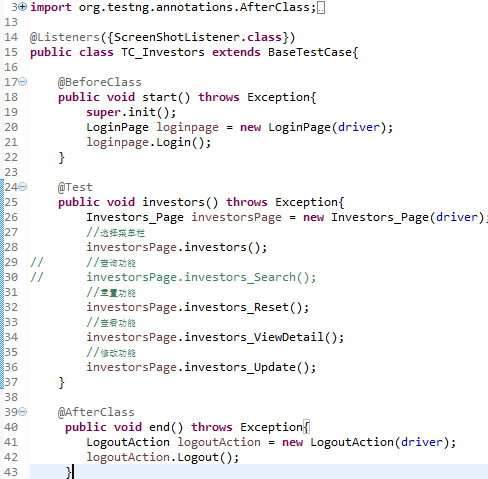 3 import org.testng.annotations.AfterClass;
13
14 @Listeners({ScreenShotListener.class})
15 public class TC_Investors extends BaseTestCase{
16
17 @BeforeClass
18 public void start() throws Exception{
19 super.init();
20 LoginPage loginpage = new LoginPage(driver);
21 loginpage.Login();
22 }
23
24 @Test
25 public void investors() throws Exception{
26 Investors_Page investorsPage = new Investors_Page(driver);
27 //选择菜单栏
28 investorsPage.investors();
29 // //查询功能
30 // investorsPage.investors_Search();
31 //重置功能
32 investorsPage.investors_Reset();
33 //查看功能
34 investorsPage.investors_ViewDetail();
35 //修改功能
36 investorsPage.investors_Update();
37 }
38
39 @AfterClass
40 public void end() throws Exception{
41 LogoutAction logoutAction = new LogoutAction(driver);
42 logoutAction.Logout();
43 }